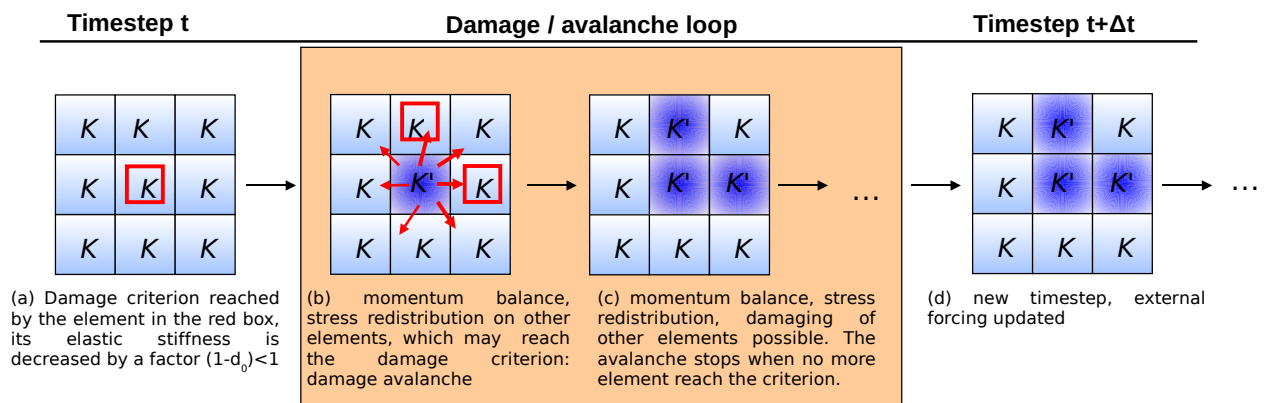 Timestep t
Damage / avalanche loop
Timestep t+Δt
K K K
K K K
K K K
K K K
K K' K
K K K
K K' K
K K' K'
K K K
...
K K' K
K K' K'
K K K
...
(a) Damage criterion reached
by the element in the red box,
its elastic stiffness is
decreased by a factor (1-d₀)<1
(b) momentum balance,
stress redistribution on other
elements, which may reach
the damage criterion:
damage avalanche
(c) momentum balance, stress
redistribution, damaging of
other elements possible. The
avalanche stops when no more
element reach the criterion.
(d) new timestep, external
forcing updated